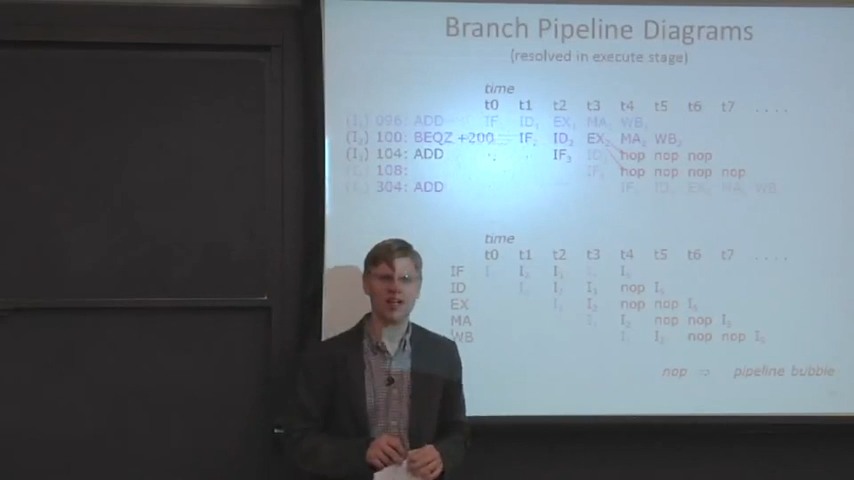 Branch Pipeline Diagrams
(resolved in execute stage)
time
t0 t1 t2 t3 t4 t5 t6 t7 . . . .
(I₁) 096: ADD IF₁ ID₁ EX₁ MA₁ WB₁
(I₂) 100: BEQZ +200 IF₂ ID₂ EX₂ MA₂ WB₂
(I₃) 104: ADD IF₃ ID₃ nop nop nop
108: IF₄ nop nop nop nop
304: ADD IF₅ ID₅ EX₅ MA₅ WB₅
time
t0 t1 t2 t3 t4 t5 t6 t7 . . . .
IF I₁ I₂ I₃ I₄ I₅
ID I₁ I₂ I₃ nop I₅
EX I₁ I₂ nop nop I₅
MA I₁ I₂ nop nop I₅
WB I₁ I₂ nop nop I₅
nop ⇒ pipeline bubble